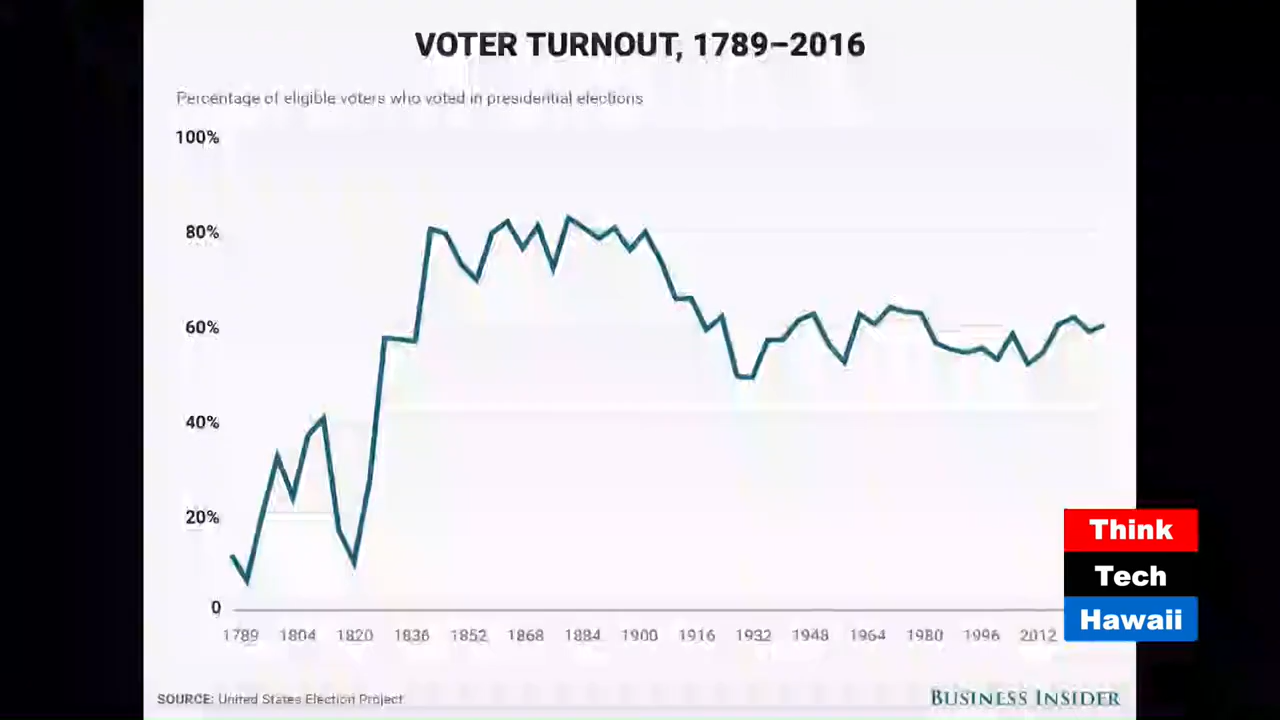 VOTER TURNOUT, 1789–2016
Percentage of eligible voters who voted in presidential elections
100%
80%
60%
40%
20%
0
1789 1804 1820 1836 1852 1868 1884 1900 1916 1932 1948 1964 1980 1996 2012
Think
Tech
Hawaii
SOURCE: United States Election Project
BUSINESS INSIDER